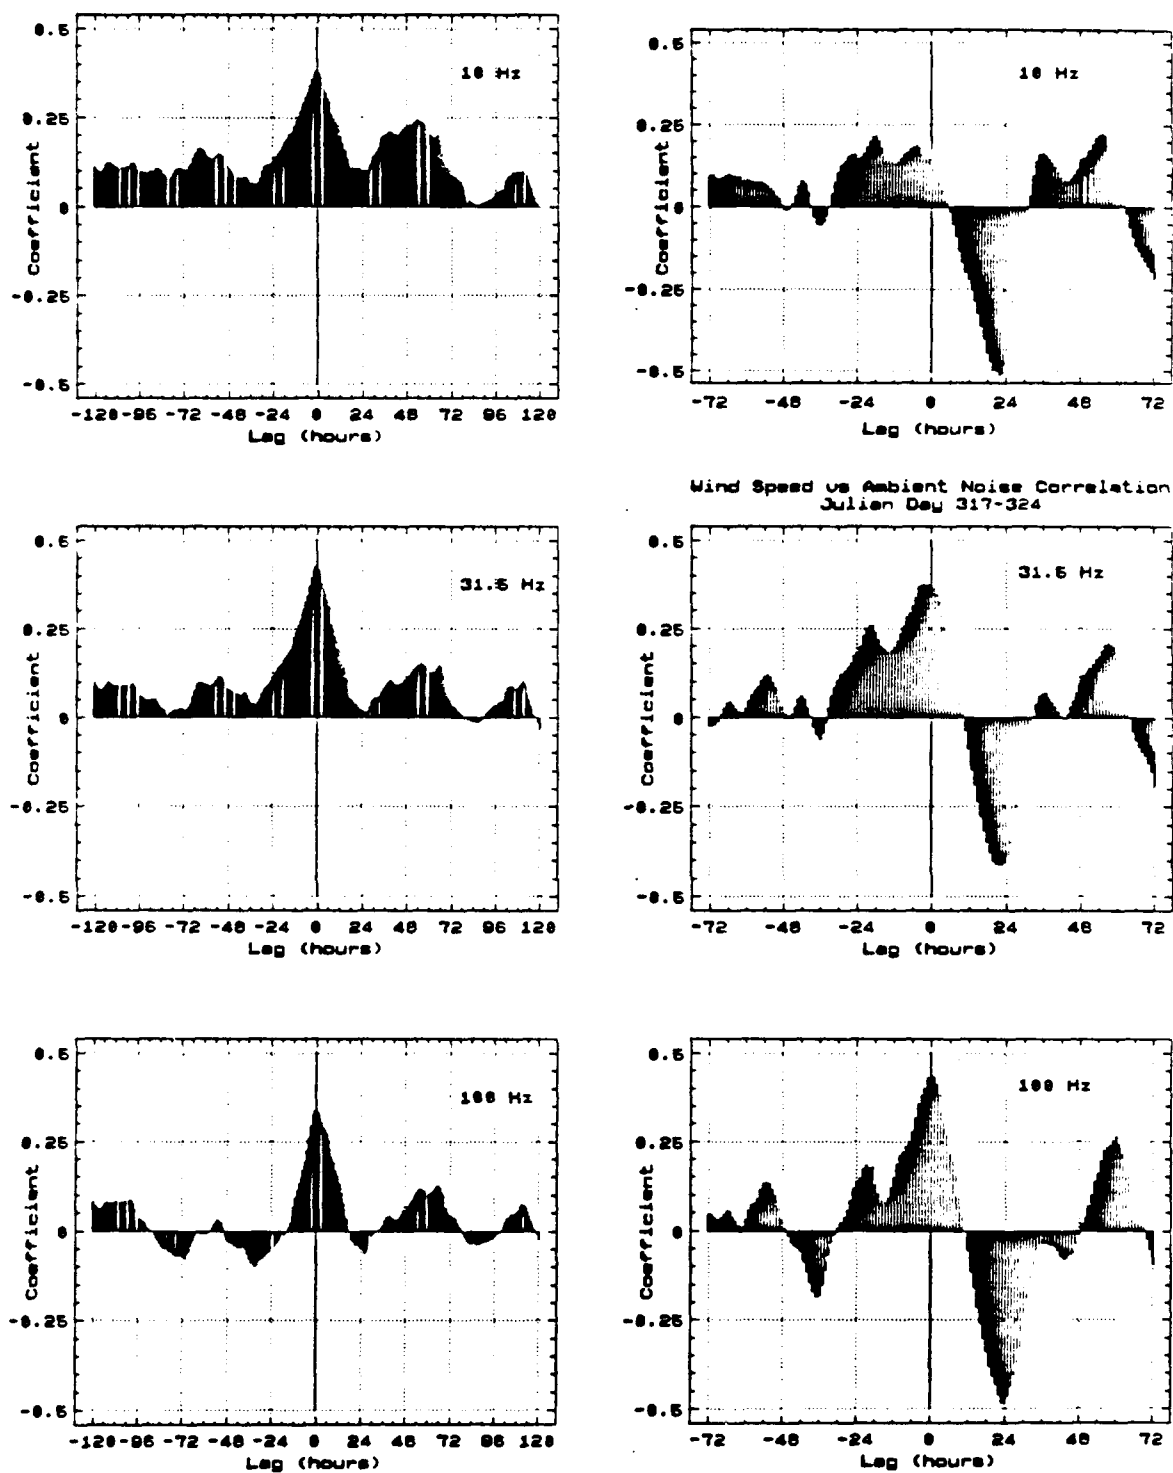 0.5
0.25
0
-0.25
-0.5
Coefficient
10 Hz
-120 -96 -72 -48 -24 0 24 48 72 96 120
Lag (hours)
0.5
0.25
0
-0.25
-0.5
Coefficient
10 Hz
-72 -48 -24 0 24 48 72
Lag (hours)
0.5
0.25
0
-0.25
-0.5
Coefficient
31.5 Hz
-120 -96 -72 -48 -24 0 24 48 72 96 120
Lag (hours)
Wind Speed vs Ambient Noise Correlation
Julian Day 317-324
0.5
0.25
0
-0.25
-0.5
Coefficient
31.5 Hz
-72 -48 -24 0 24 48 72
Lag (hours)
0.5
0.25
0
-0.25
-0.5
Coefficient
100 Hz
-120 -96 -72 -48 -24 0 24 48 72 96 120
Lag (hours)
0.5
0.25
0
-0.25
-0.5
Coefficient
100 Hz
-72 -48 -24 0 24 48 72
Lag (hours)